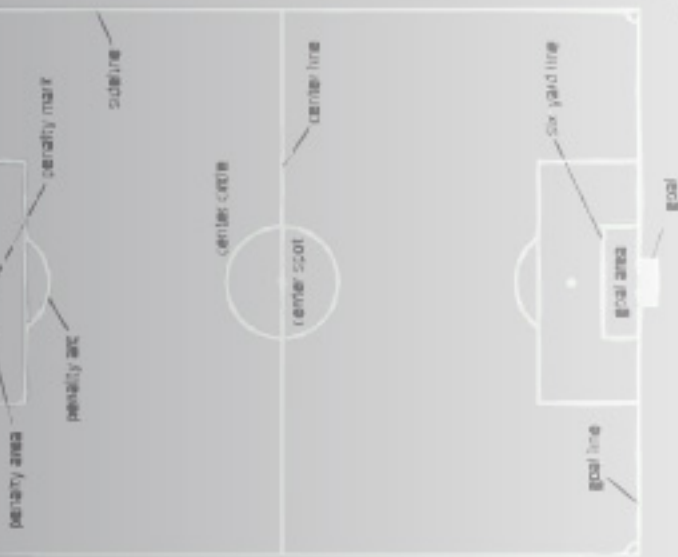 sideline
penalty mark
center line
six yard line
center circle
goal
center spot
goal area
penalty arc
penalty area
goal line